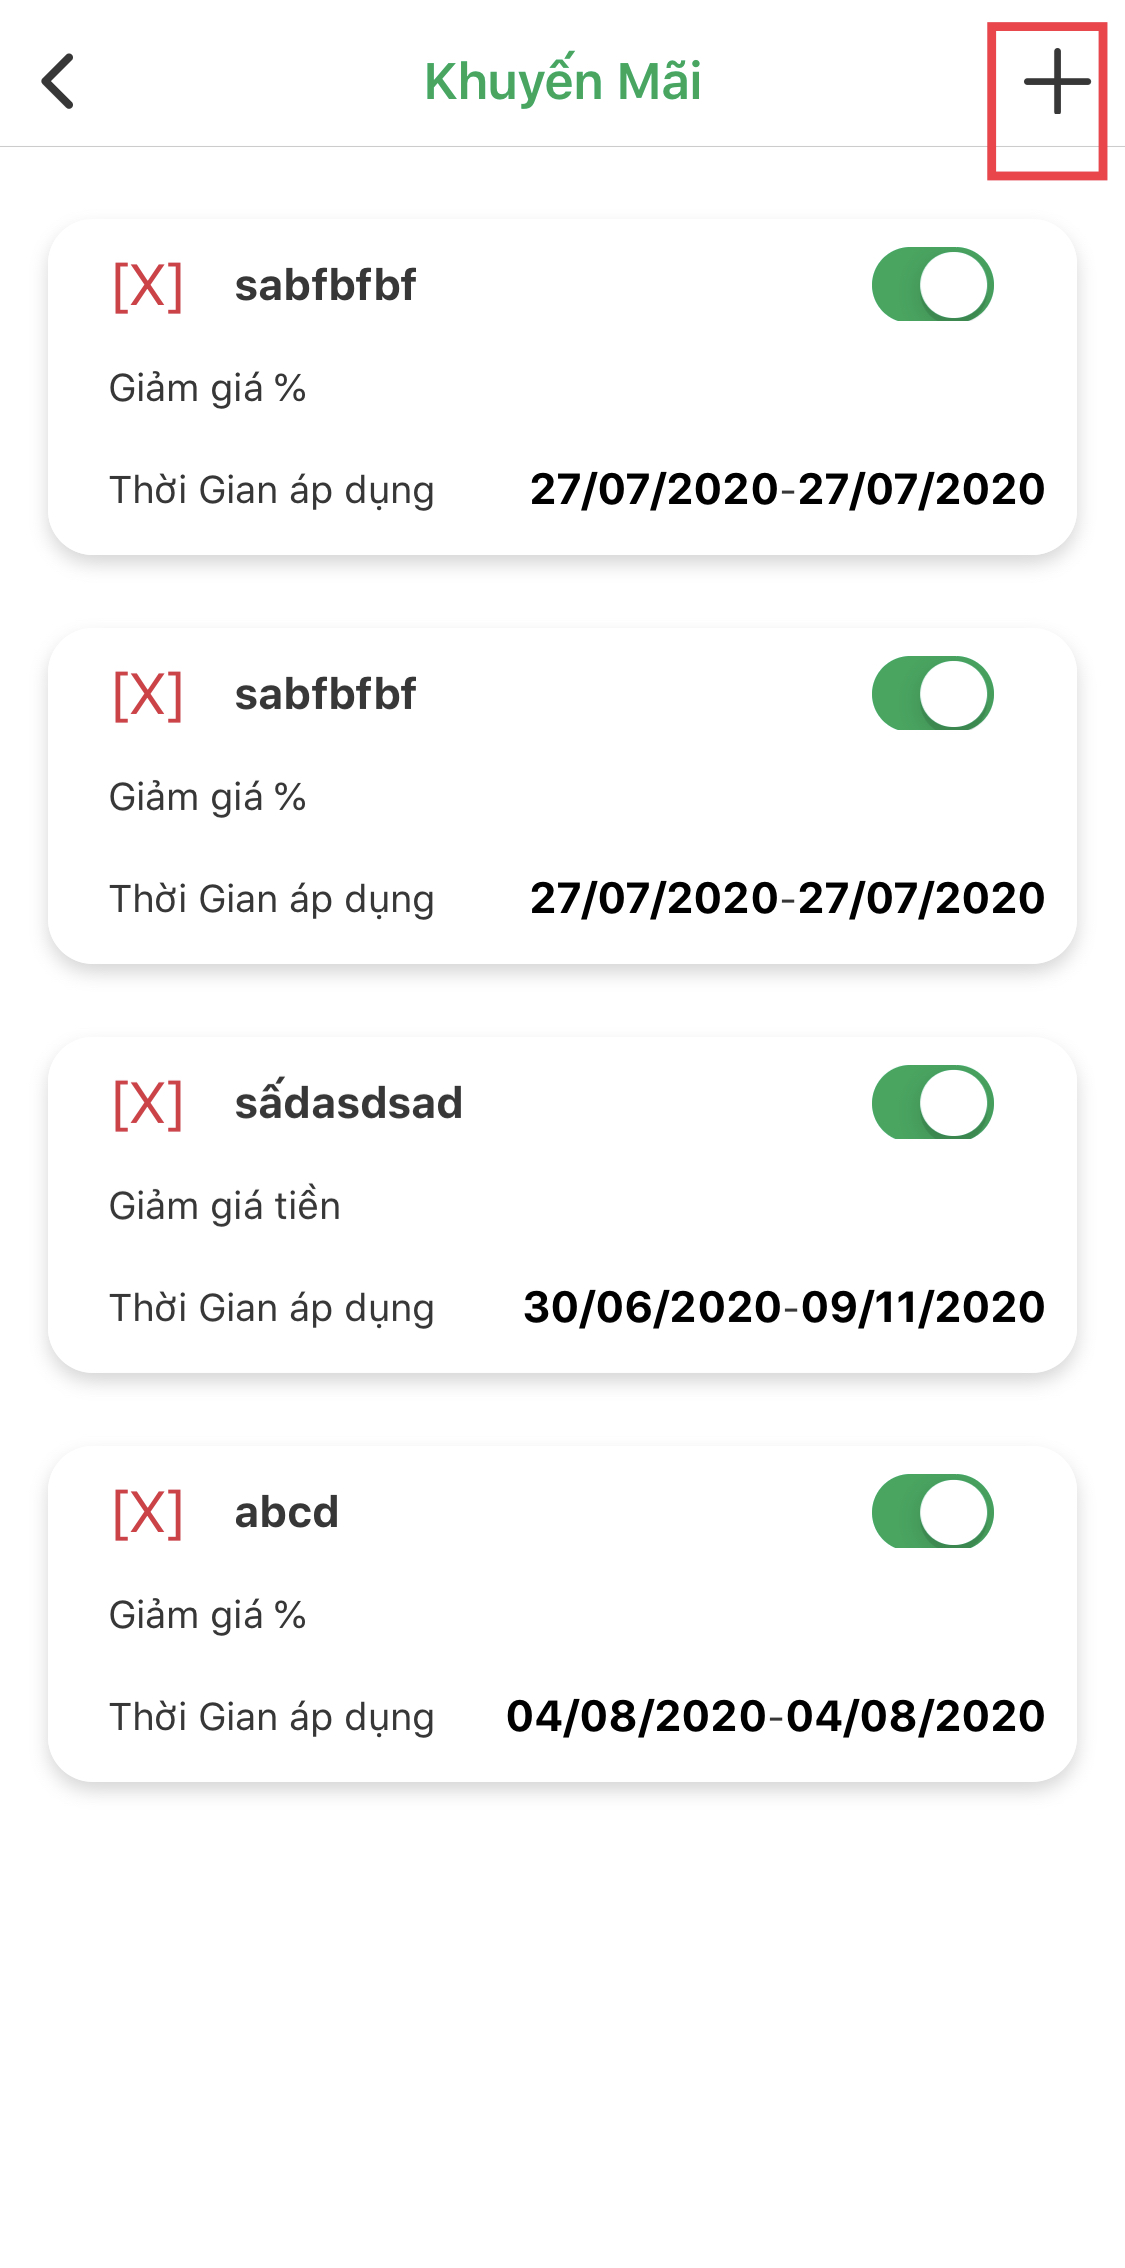 Khuyến Mãi
[X] sabfbfbf
Giảm giá %
Thời Gian áp dụng 27/07/2020-27/07/2020
[X] sabfbfbf
Giảm giá %
Thời Gian áp dụng 27/07/2020-27/07/2020
[X] sấdasdsad
Giảm giá tiền
Thời Gian áp dụng 30/06/2020-09/11/2020
[X] abcd
Giảm giá %
Thời Gian áp dụng 04/08/2020-04/08/2020